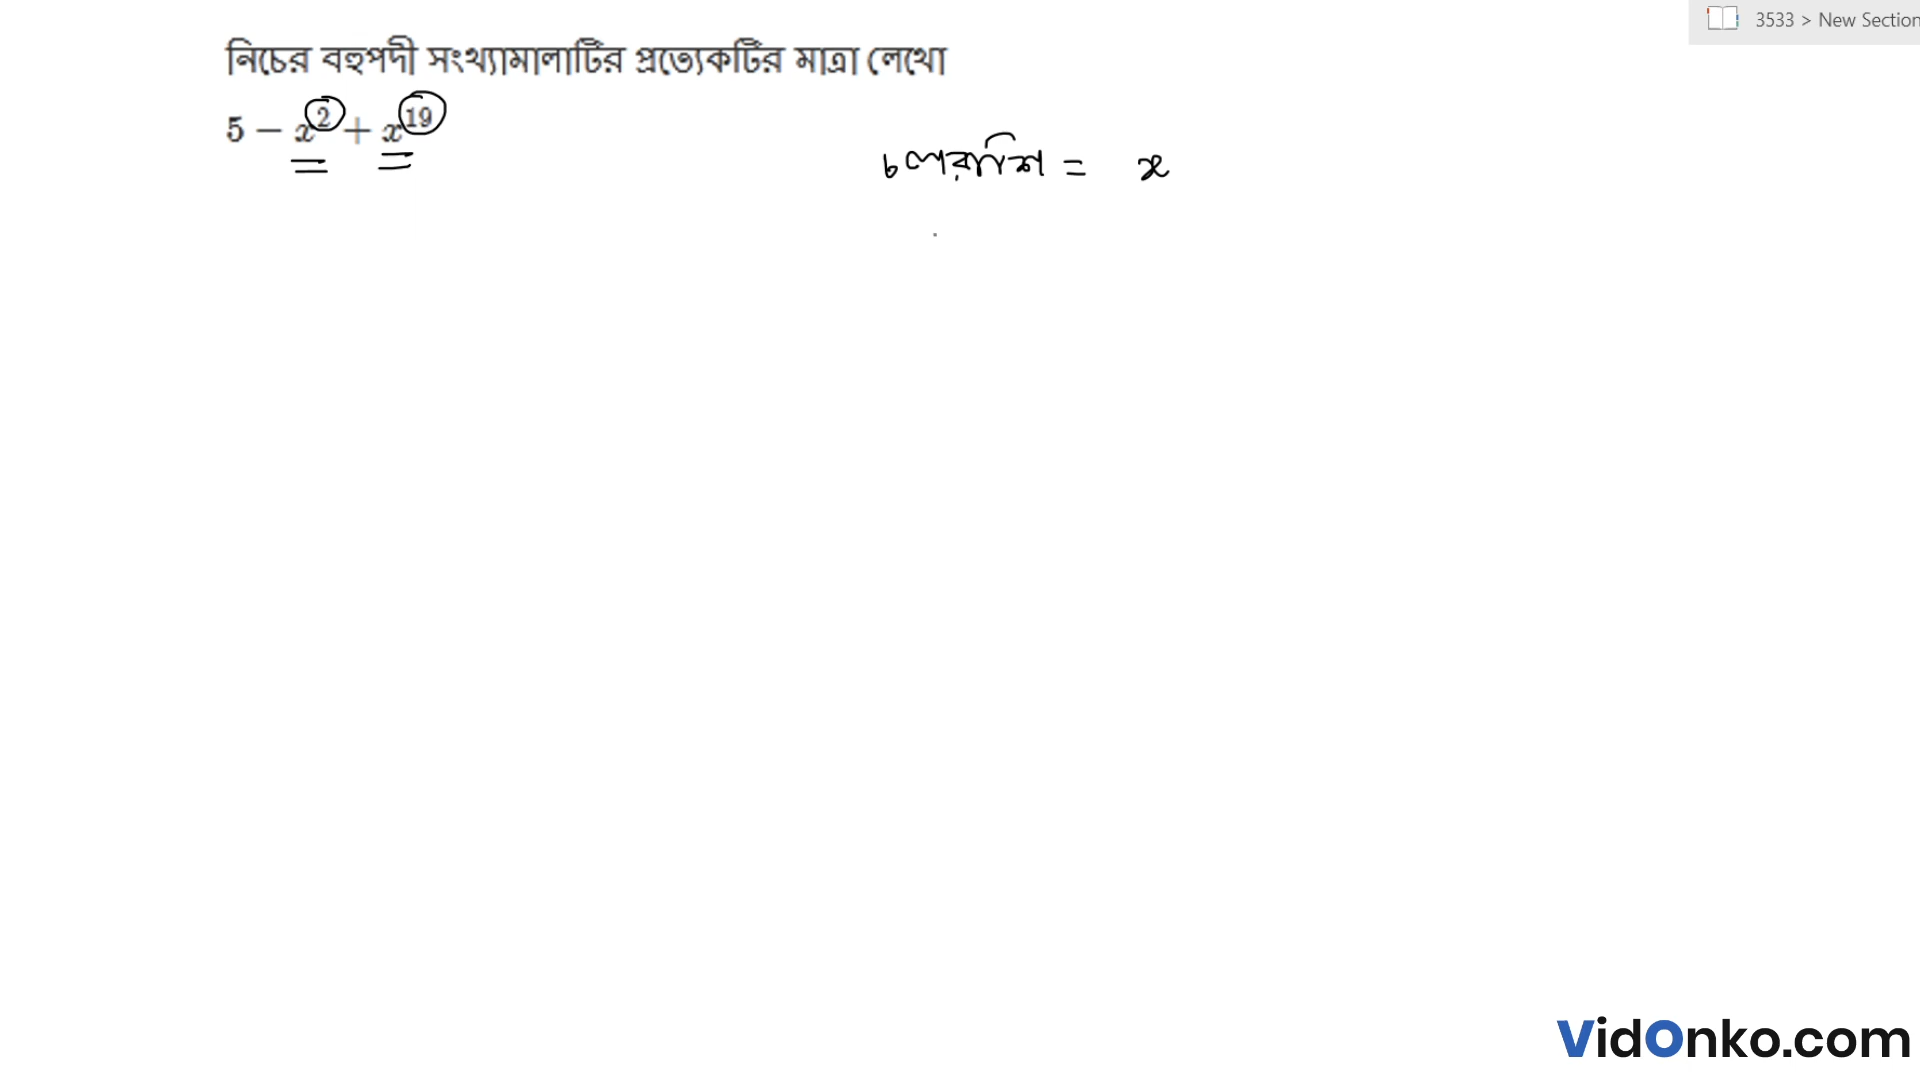 3533 > New Section
নিচের বহুপদী সংখ্যামালাটির প্রত্যেকটির মাত্রা লেখো
5 − x² + x¹⁹
চলরাশি = x
VidOnko.com